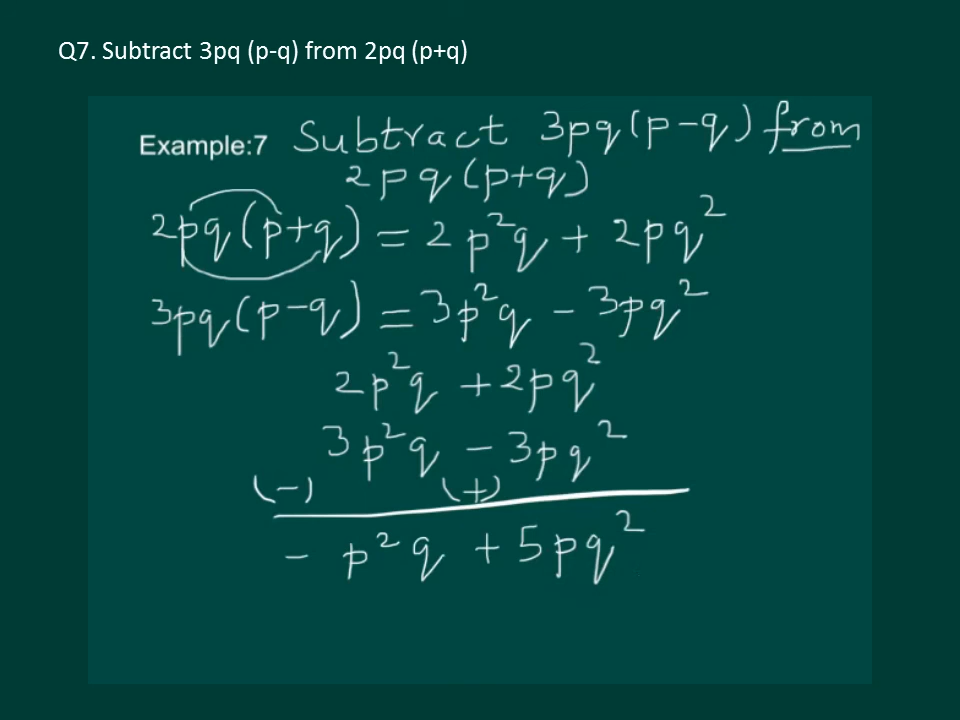 Q7. Subtract 3pq (p-q) from 2pq (p+q)
Example:7 Subtract 3pq(p-q) from
2pq(p+q)
2pq(p+q) = 2p²q + 2pq²
3pq(p-q) = 3p²q - 3pq²
2p²q + 2pq²
3p²q - 3pq²
(-) (+)
- p²q + 5pq²